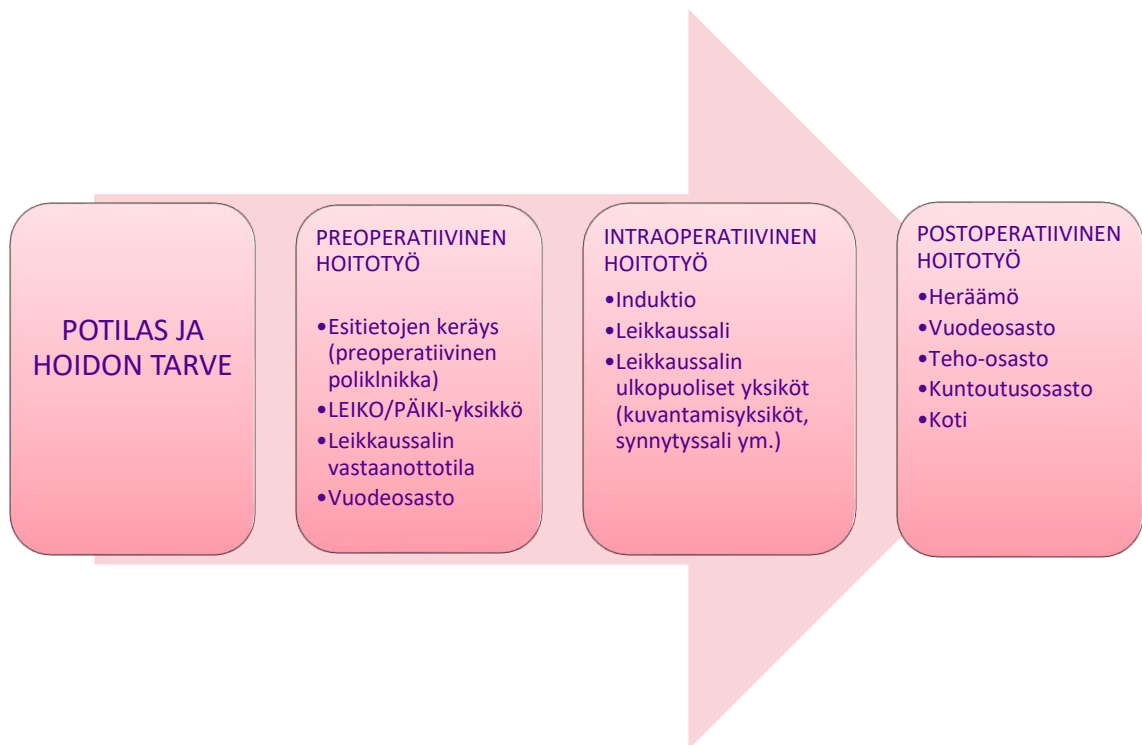 POTILAS JA
HOIDON TARVE
PREOPERATIIVINEN
HOITOTYÖ
•Esitietojen keräys
(preoperatiivinen
poliklnikka)
•LEIKO/PÄIKI-yksikkö
•Leikkaussalin
vastaanottotila
•Vuodeosasto
INTRAOPERATIIVINEN
HOITOTYÖ
•Induktio
•Leikkaussali
•Leikkaussalin
ulkopuoliset yksiköt
(kuvantamisyksiköt,
synnytyssali ym.)
POSTOPERATIIVINEN
HOITOTYÖ
•Heräämö
•Vuodeosasto
•Teho-osasto
•Kuntoutusosasto
•Koti